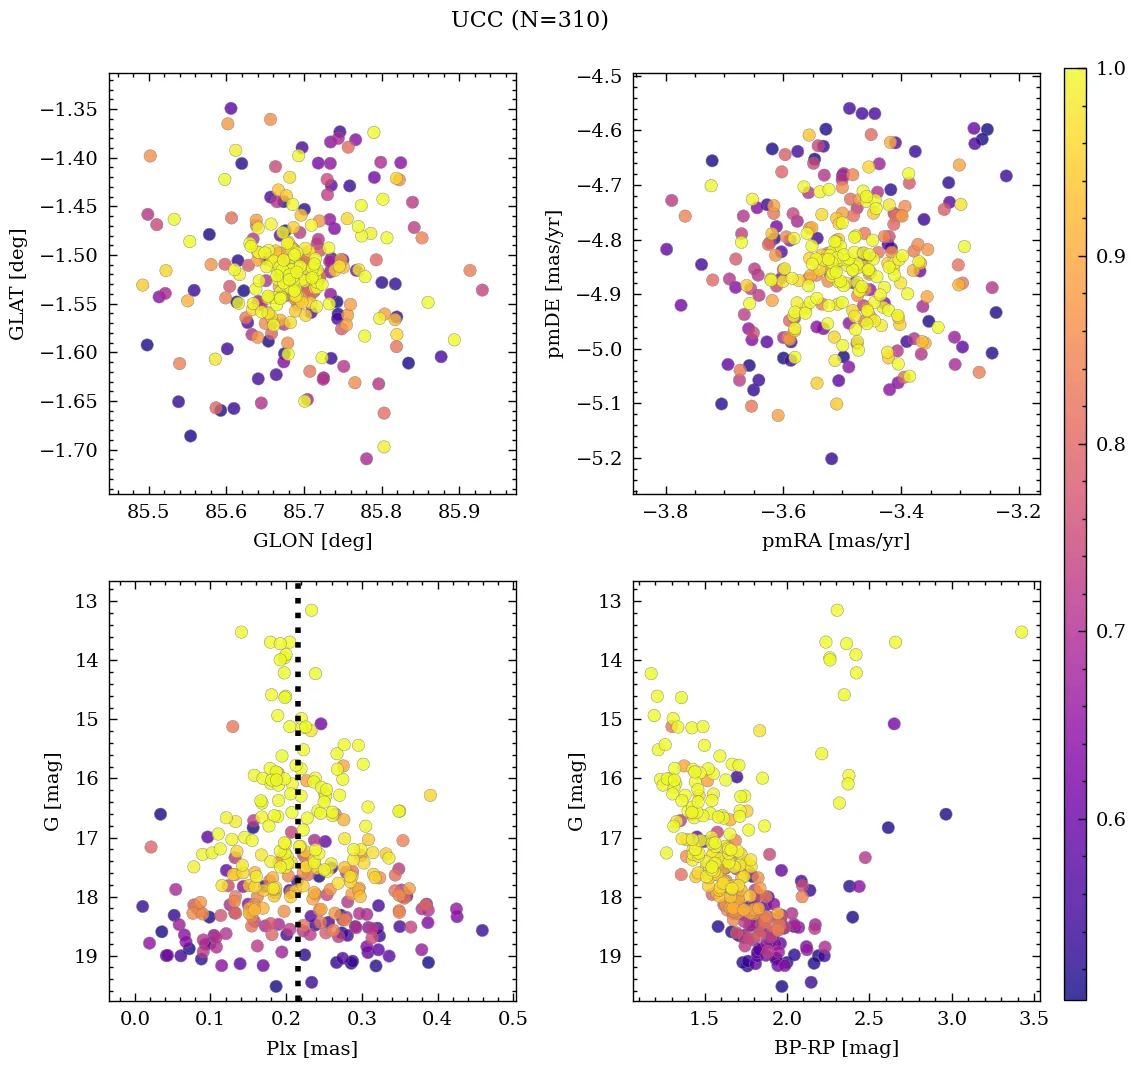 UCC (N=310)
−1.35
−1.40
−1.45
−1.50
−1.55
−1.60
−1.65
−1.70
GLAT [deg]
85.5 85.6 85.7 85.8 85.9
GLON [deg]
−4.5
−4.6
−4.7
−4.8
−4.9
−5.0
−5.1
−5.2
pmDE [mas/yr]
−3.8 −3.6 −3.4 −3.2
pmRA [mas/yr]
13
14
15
16
17
18
19
G [mag]
0.0 0.1 0.2 0.3 0.4 0.5
Plx [mas]
13
14
15
16
17
18
19
G [mag]
1.5 2.0 2.5 3.0 3.5
BP-RP [mag]
1.0
0.9
0.8
0.7
0.6